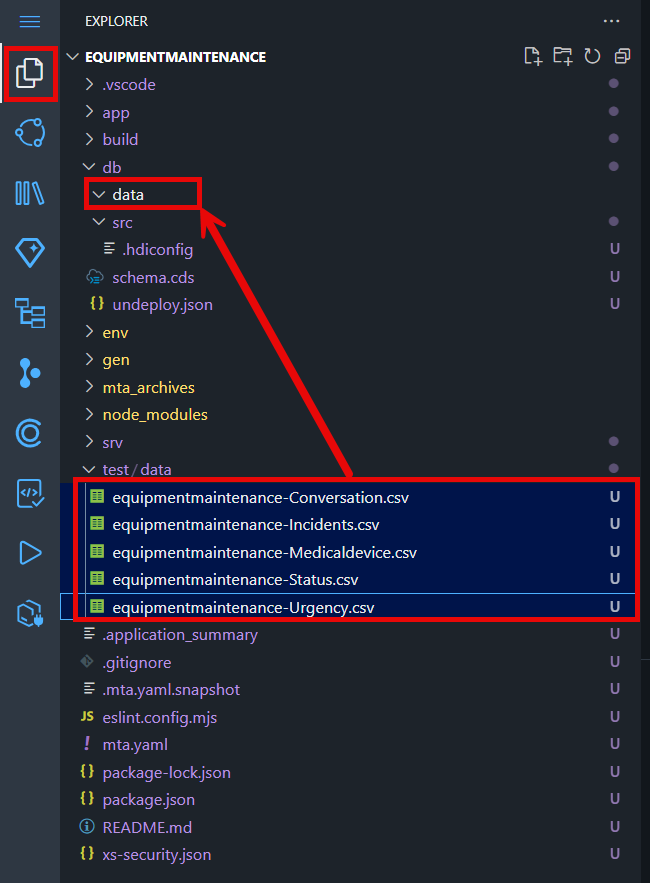 EXPLORER
EQUIPMENTMAINTENANCE
.vscode
app
build
db
data
src
.hdiconfig U
schema.cds U
{} undeploy.json U
env
gen
mta_archives
node_modules
srv
test/data
equipmentmaintenance-Conversation.csv U
equipmentmaintenance-Incidents.csv U
equipmentmaintenance-Medicaldevice.csv U
equipmentmaintenance-Status.csv U
equipmentmaintenance-Urgency.csv U
.application_summary U
.gitignore U
.mta.yaml.snapshot U
JS eslint.config.mjs U
! mta.yaml U
{} package-lock.json U
{} package.json U
README.md U
{} xs-security.json U